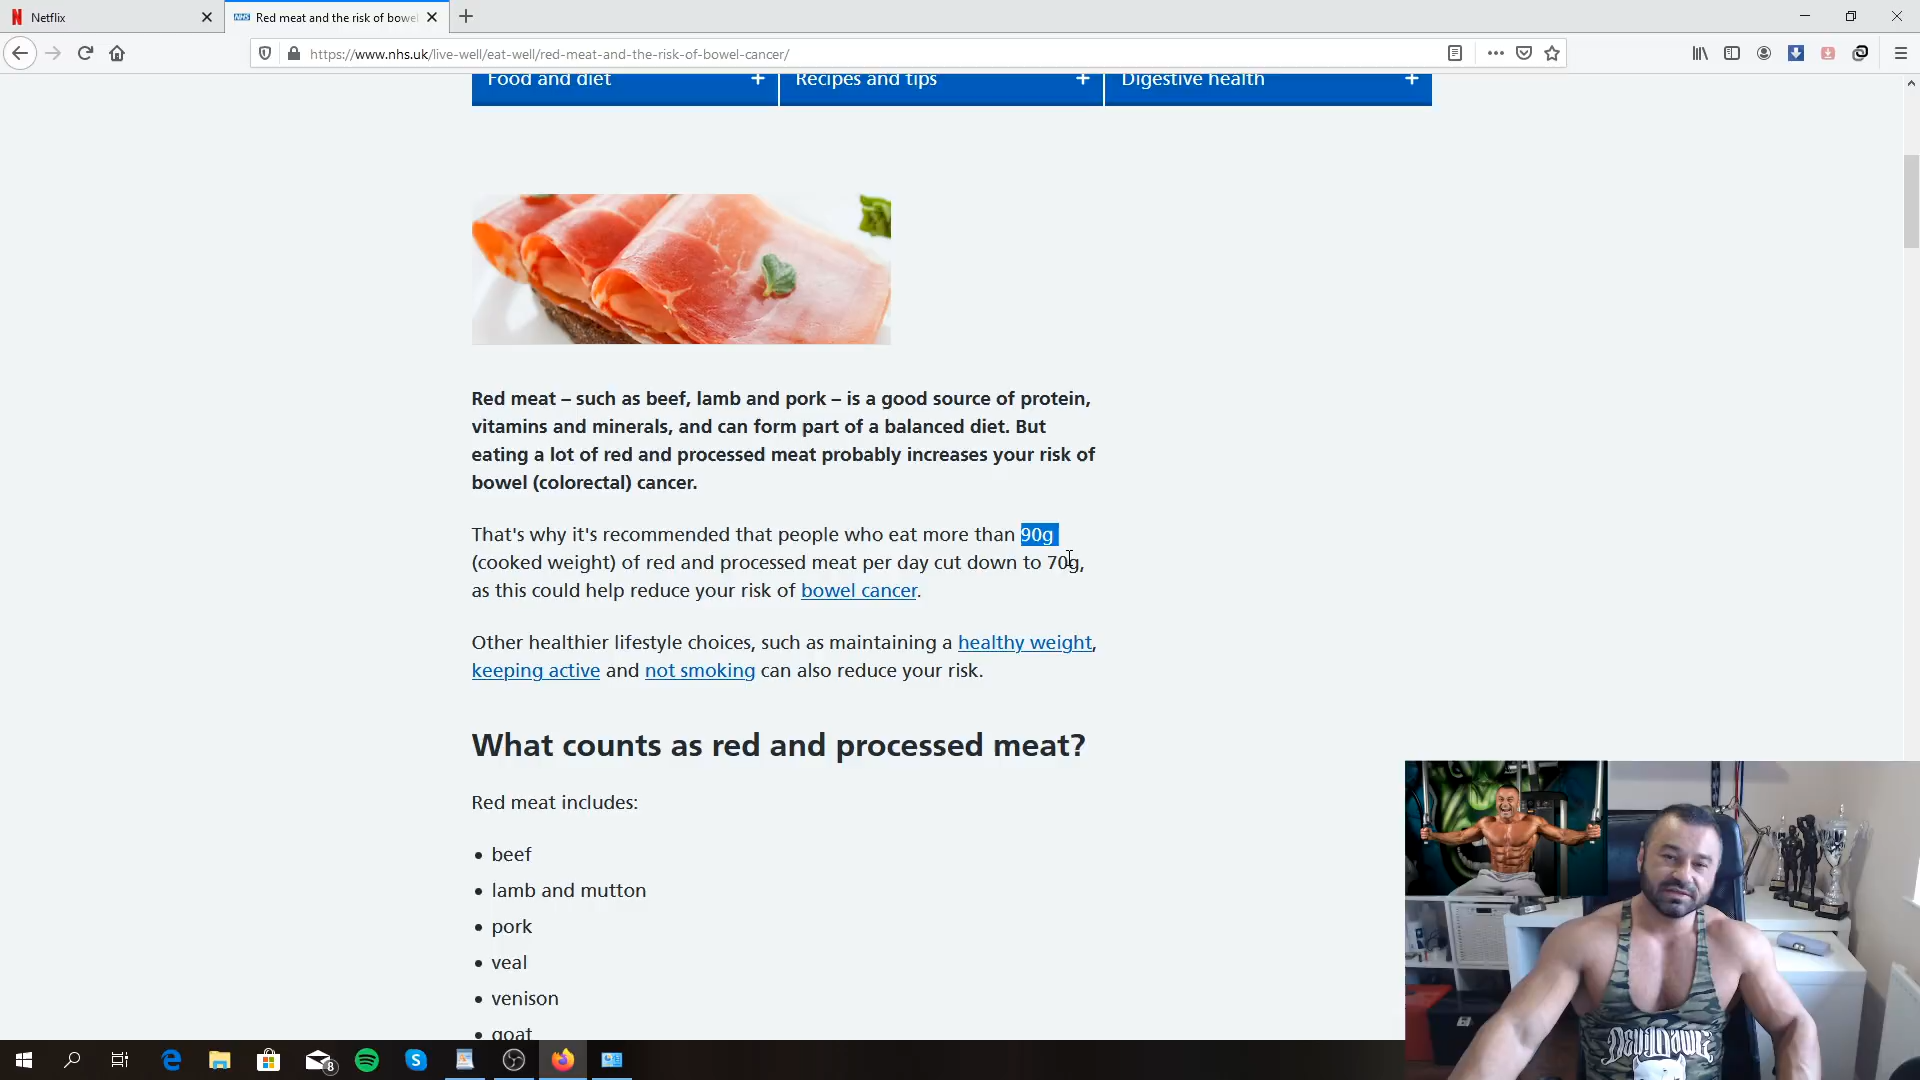 Netflix
Red meat and the risk of bowel
https://www.nhs.uk/live-well/eat-well/red-meat-and-the-risk-of-bowel-cancer/
Food and diet +
Recipes and tips +
Digestive health +
Red meat – such as beef, lamb and pork – is a good source of protein,
vitamins and minerals, and can form part of a balanced diet. But
eating a lot of red and processed meat probably increases your risk of
bowel (colorectal) cancer.
That's why it's recommended that people who eat more than 90g
(cooked weight) of red and processed meat per day cut down to 70g,
as this could help reduce your risk of bowel cancer.
Other healthier lifestyle choices, such as maintaining a healthy weight,
keeping active and not smoking can also reduce your risk.
What counts as red and processed meat?
Red meat includes:
• beef
• lamb and mutton
• pork
• veal
• venison
• goat
8